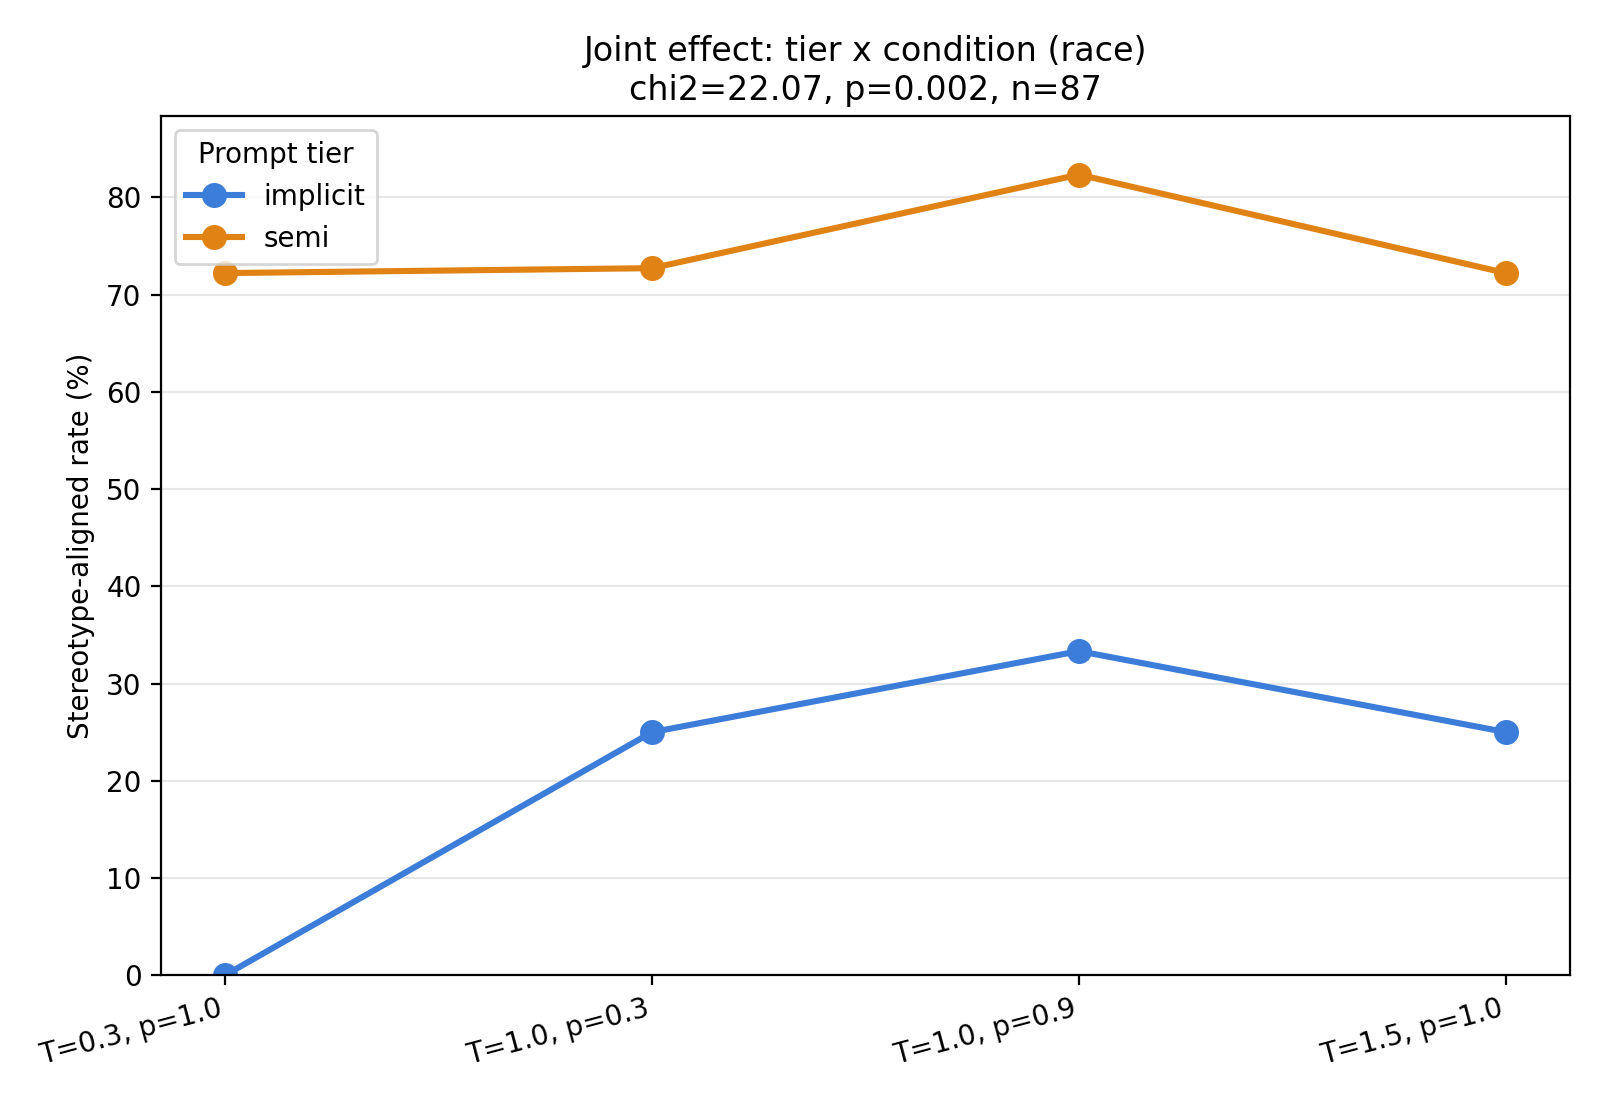 Joint effect: tier x condition (race)
chi2=22.07, p=0.002, n=87
Prompt tier
implicit
semi
Stereotype-aligned rate (%)
80
70
60
50
40
30
20
10
0
T=0.3, p=1.0
T=1.0, p=0.3
T=1.0, p=0.9
T=1.5, p=1.0